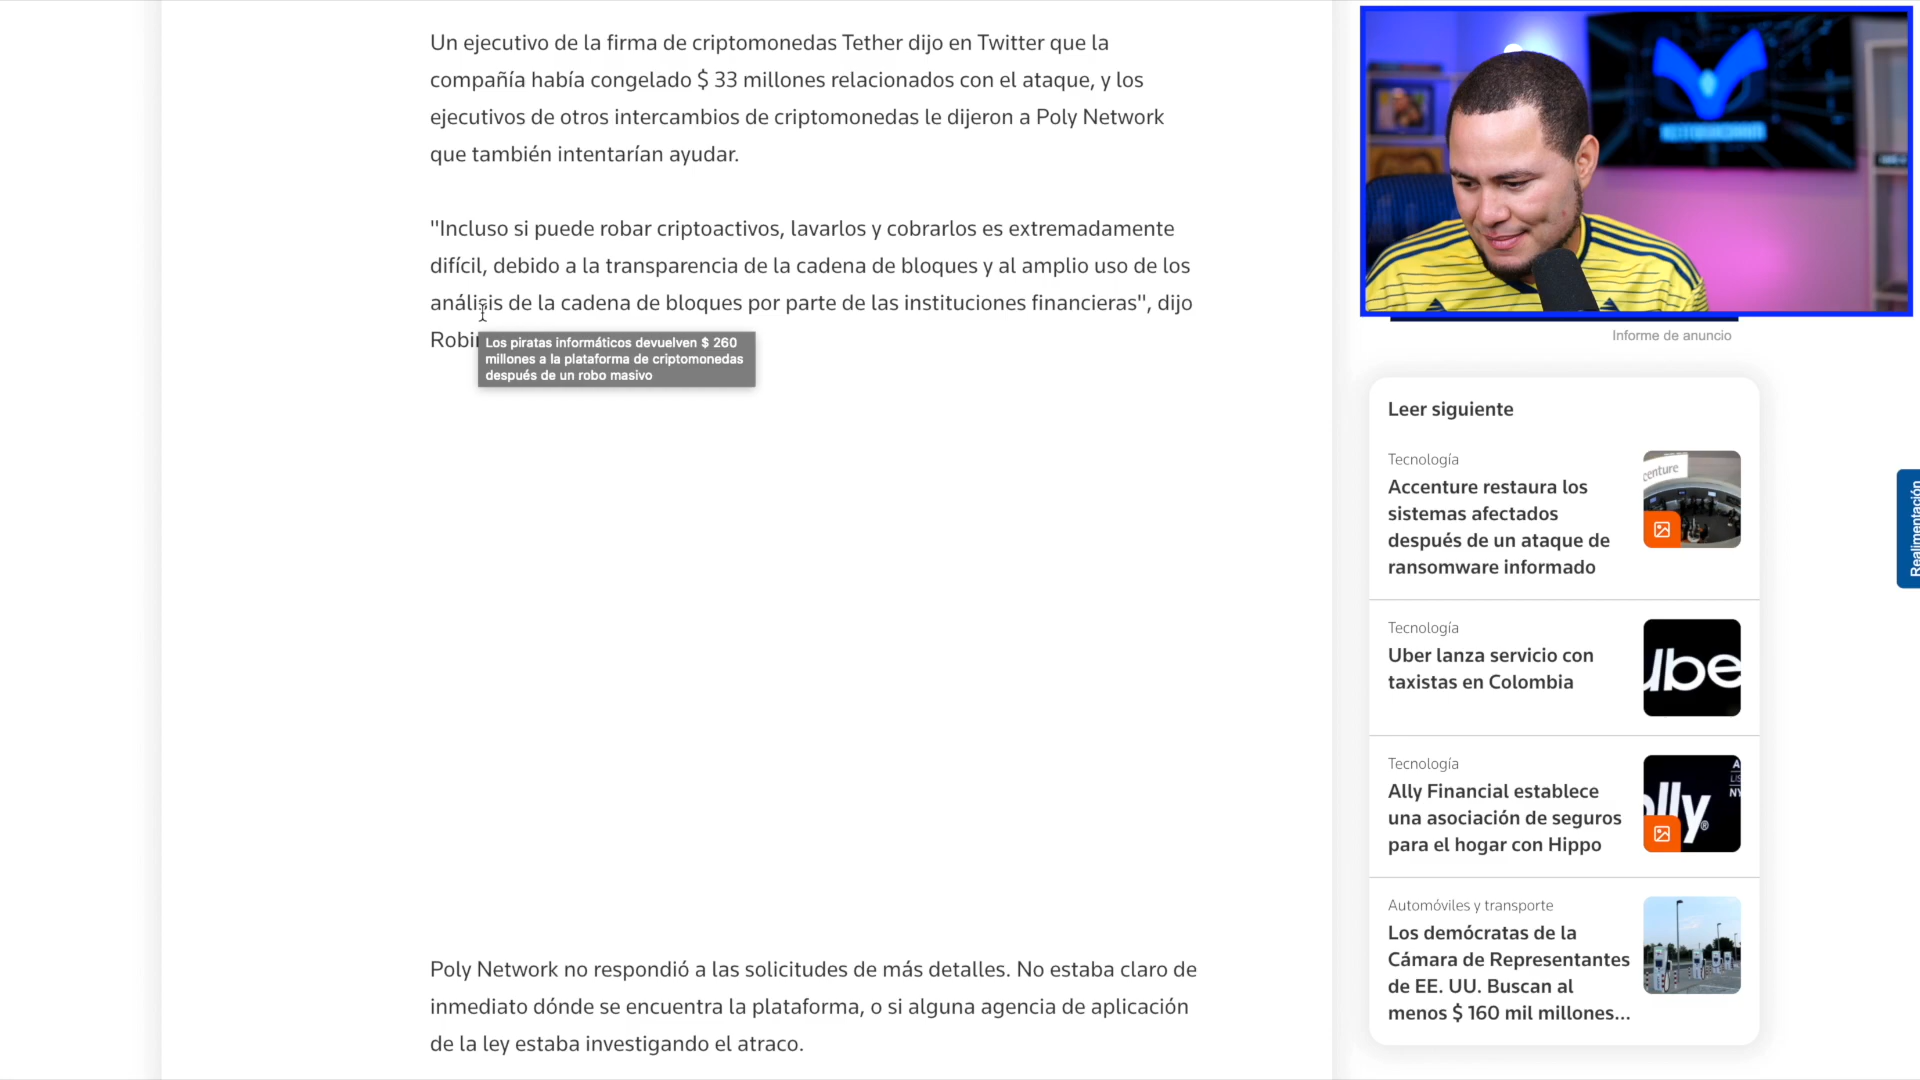 Un ejecutivo de la firma de criptomonedas Tether dijo en Twitter que la
compañía había congelado $ 33 millones relacionados con el ataque, y los
ejecutivos de otros intercambios de criptomonedas le dijeron a Poly Network
que también intentarían ayudar.
"Incluso si puede robar criptoactivos, lavarlos y cobrarlos es extremadamente
difícil, debido a la transparencia de la cadena de bloques y al amplio uso de los
análisis de la cadena de bloques por parte de las instituciones financieras", dijo
Los piratas informáticos devuelven $ 260
millones a la plataforma de criptomonedas
después de un robo masivo
Poly Network no respondió a las solicitudes de más detalles. No estaba claro de
inmediato dónde se encuentra la plataforma, o si alguna agencia de aplicación
de la ley estaba investigando el atraco.
Informe de anuncio
Leer siguiente
Tecnología
Accenture restaura los
sistemas afectados
después de un ataque de
ransomware informado
Tecnología
Uber lanza servicio con
taxistas en Colombia
Tecnología
Ally Financial establece
una asociación de seguros
para el hogar con Hippo
Automóviles y transporte
Los demócratas de la
Cámara de Representantes
de EE. UU. Buscan al
menos $ 160 mil millones...
Realimentación